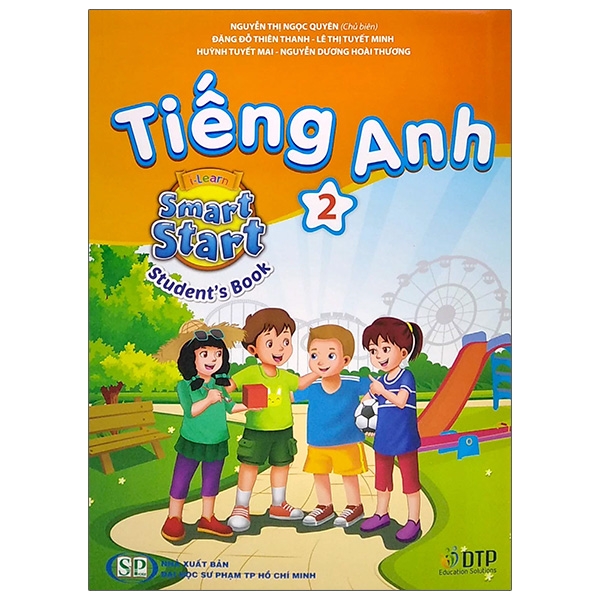 NGUYỄN THỊ NGỌC QUYÊN (Chủ biên)
ĐẶNG ĐỖ THIÊN THANH - LÊ THỊ TUYẾT MINH
HUỲNH TUYẾT MAI - NGUYỄN DƯƠNG HOÀI THƯƠNG
Tiếng Anh
2
i-Learn
Smart
Start
Student's Book
SP
NHÀ XUẤT BẢN
ĐẠI HỌC SƯ PHẠM TP HỒ CHÍ MINH
DTP
Education Solutions